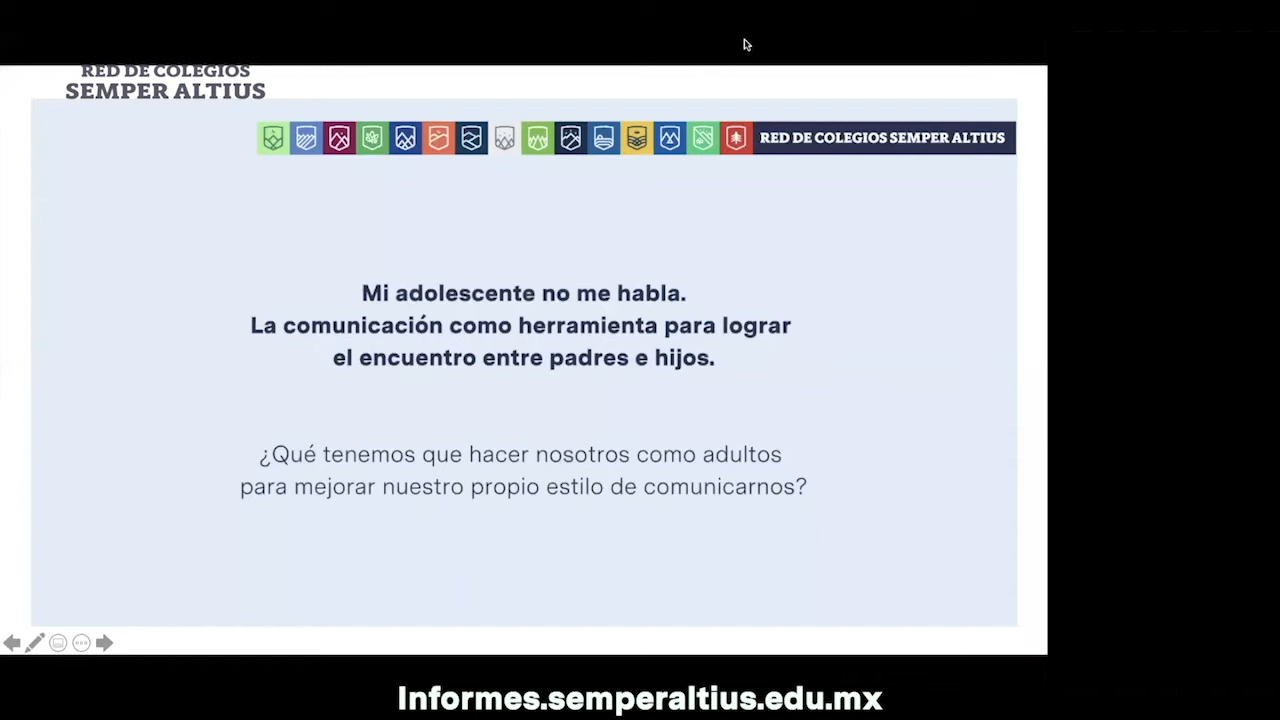 RED DE COLEGIOS
SEMPER ALTIUS
RED DE COLEGIOS SEMPER ALTIUS
Mi adolescente no me habla.
La comunicación como herramienta para lograr
el encuentro entre padres e hijos.
¿Qué tenemos que hacer nosotros como adultos
para mejorar nuestro propio estilo de comunicarnos?
Informes.semperaltius.edu.mx